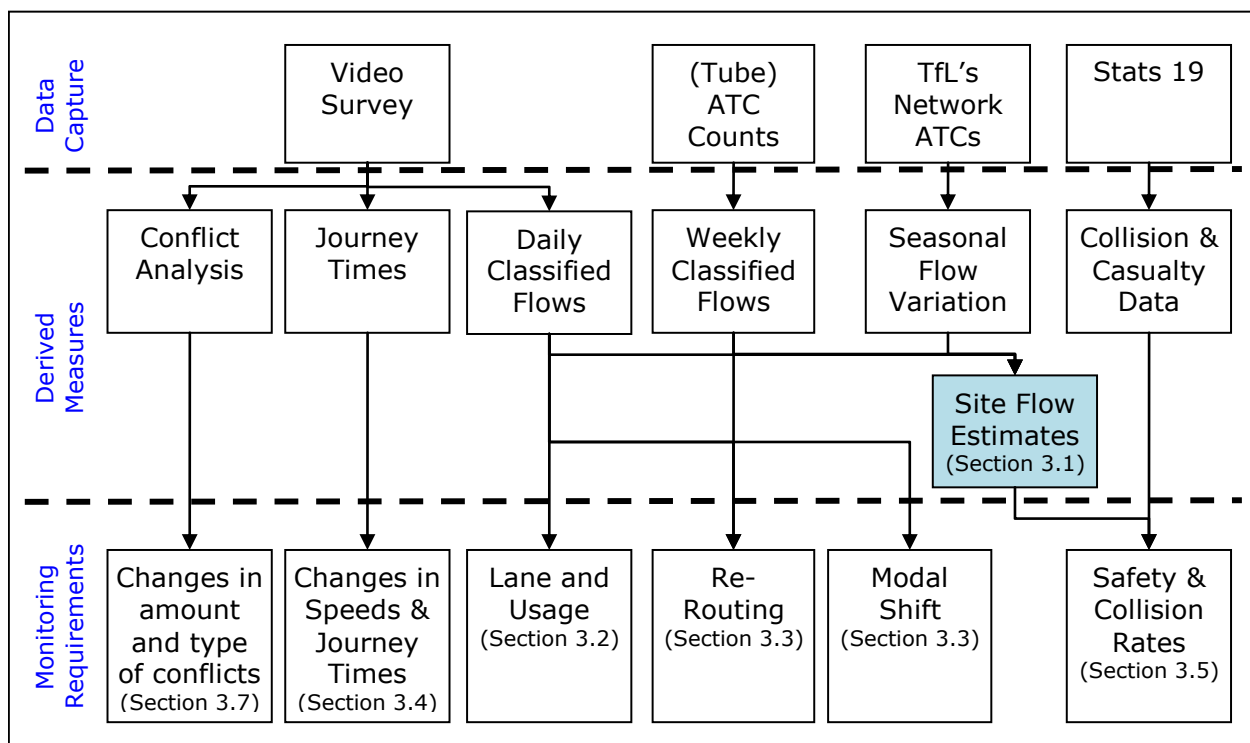 Data
Capture
Video
Survey
(Tube)
ATC
Counts
TfL's
Network
ATCs
Stats 19
Derived
Measures
Conflict
Analysis
Journey
Times
Daily
Classified
Flows
Weekly
Classified
Flows
Seasonal
Flow
Variation
Collision &
Casualty
Data
Site Flow
Estimates
(Section 3.1)
Monitoring
Requirements
Changes in
amount
and type
of conflicts
(Section 3.7)
Changes in
Speeds &
Journey
Times
(Section 3.4)
Lane and
Usage
(Section 3.2)
Re-
Routing
(Section 3.3)
Modal
Shift
(Section 3.3)
Safety &
Collision
Rates
(Section 3.5)